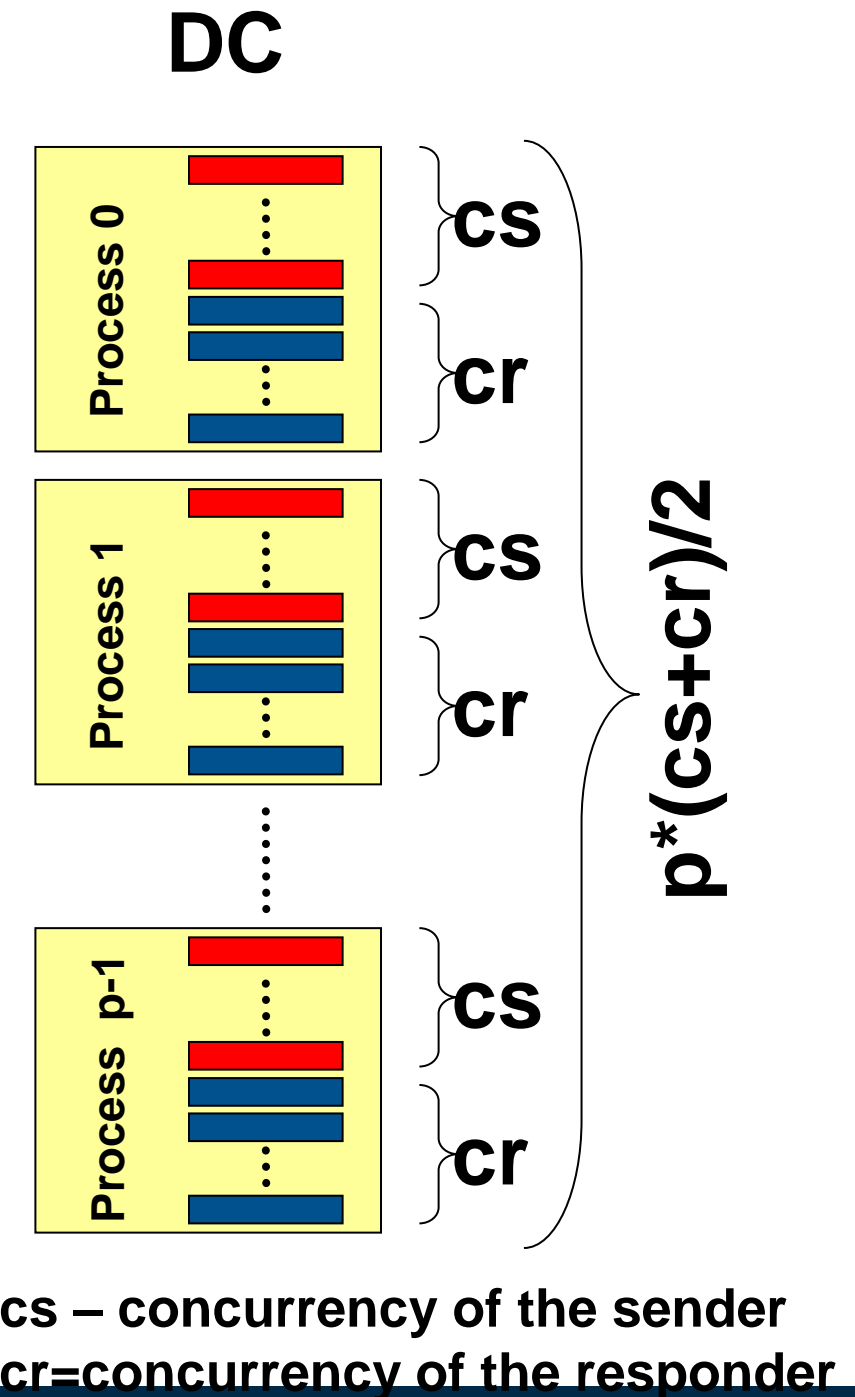 DC
Process 0
cs
cr
Process 1
cs
cr
p*(cs+cr)/2
Process p-1
cs
cr
cs – concurrency of the sender
cr=concurrency of the responder